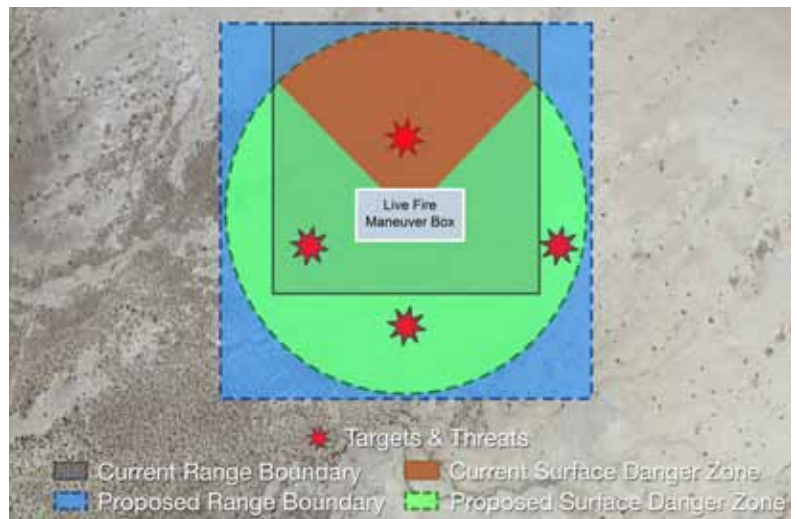 Live Fire
Maneuver Box
Targets & Threats
Current Range Boundary
Current Surface Danger Zone
Proposed Range Boundary
Proposed Surface Danger Zone